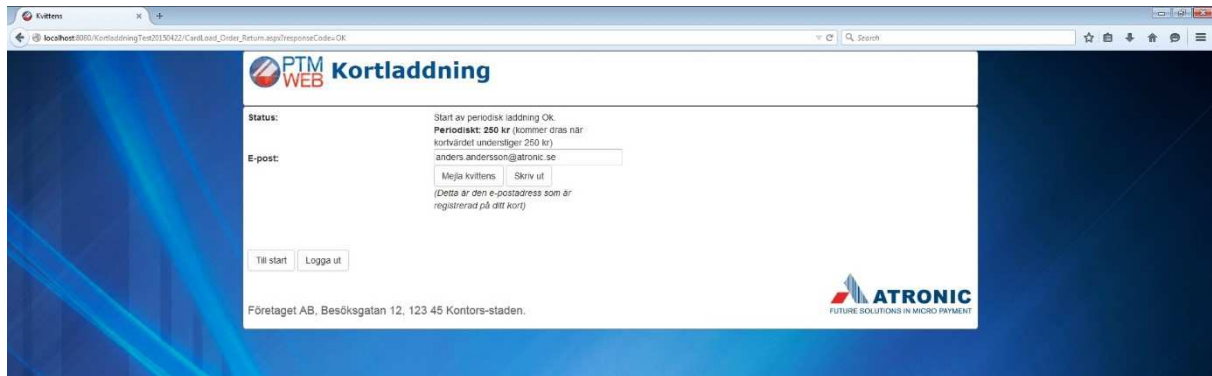 Kvittens
localhost:8080/KortladdningTest20150422/CardLoad_Order_Return.aspx?responseCode=OK
Search
PTM WEB Kortladdning
Status:
Start av periodisk laddning Ok.
Periodiskt: 250 kr (kommer dras när
kortvärdet understiger 250 kr)
E-post:
anders.andersson@atronic.se
Mejla kvittens
Skriv ut
(Detta är den e-postadress som är
registrerad på ditt kort)
Till start
Logga ut
ATRONIC
FUTURE SOLUTIONS IN MICRO PAYMENT
Företaget AB, Besöksgatan 12, 123 45 Kontors-staden.